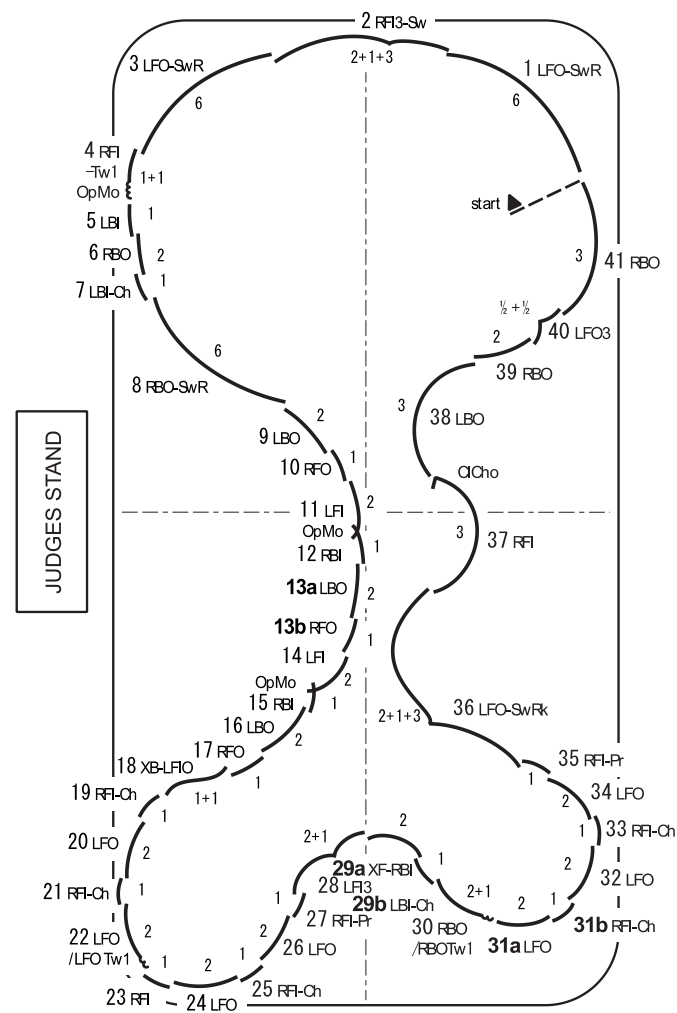 2 RFI3-Sw
2+1+3
3 LFO-SwR
6
1 LFO-SwR
6
4 RFI
-Tw1
OpMo
1+1
start
5 LBI
1
6 RBO
2
7 LBI-Ch
1
3
41 RBO
½ + ½
40 LFO3
2
39 RBO
6
8 RBO-SwR
3
38 LBO
2
9 LBO
1
10 RFO
ClCho
2
11 LFI
OpMo
1
12 RBI
3
37 RFI
13a LBO
2
13b RFO
1
14 LFI
2
OpMo
15 RBI
1
16 LBO
2
17 RFO
1
18 XB-LFIO
1+1
2+1+3
36 LFO-SwRk
35 RFI-Pr
1
34 LFO
2
19 RFI-Ch
1
33 RFI-Ch
1
20 LFO
2
2+1
2
29a XF-RBI
32 LFO
2
21 RFI-Ch
1
28 LFI3
29b LBI-Ch
1
2+1
31b RFI-Ch
1
27 RFI-Pr
1
30 RBO
/RBOTw1
31a LFO
2
22 LFO
/LFO Tw1
2
26 LFO
2
1
2
1
25 RFI-Ch
23 RFI
24 LFO
JUDGES STAND